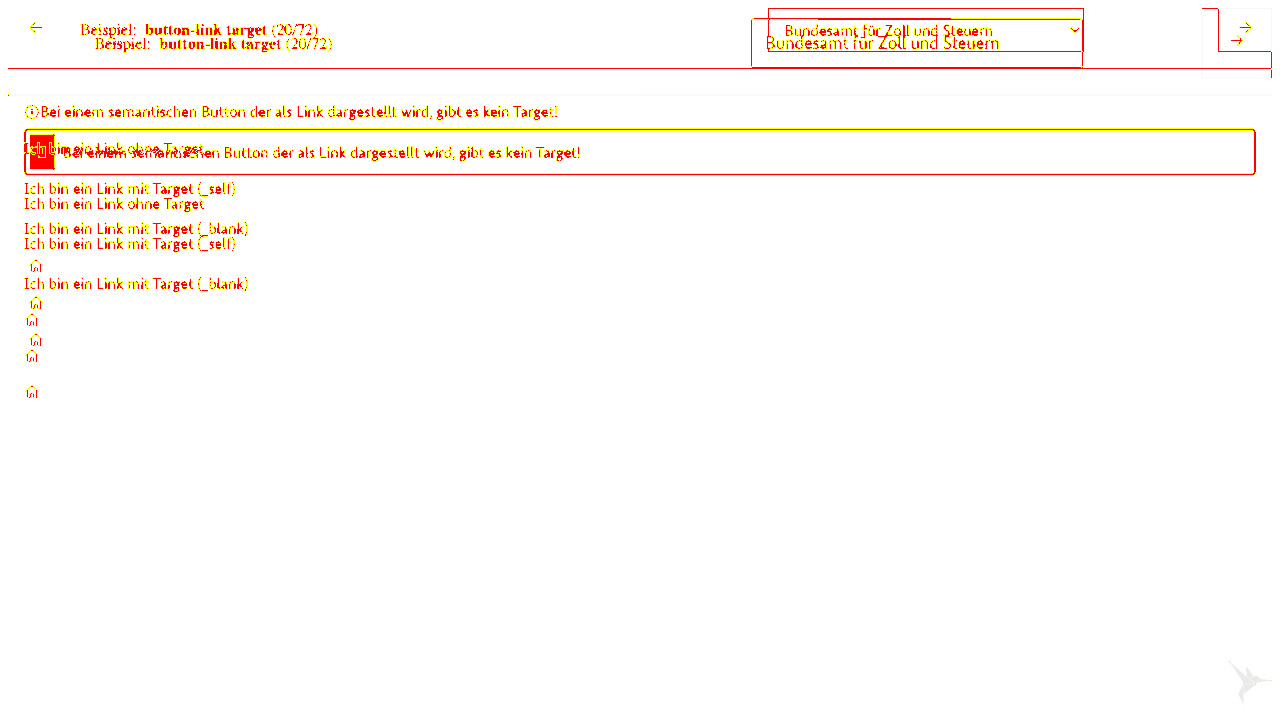 Beispiel: button-link target (20/72)
Beispiel: button-link target (20/72)
Bundesamt für Zoll und Steuern
Bundesamt für Zoll und Steuern
Bei einem semantischen Button der als Link dargestellt wird, gibt es kein Target!
Ich bin ein Link ohne Target
Bei einem semantischen Button der als Link dargestellt wird, gibt es kein Target!
Ich bin ein Link mit Target (_self)
Ich bin ein Link ohne Target
Ich bin ein Link mit Target (_blank)
Ich bin ein Link mit Target (_self)
Ich bin ein Link mit Target (_blank)